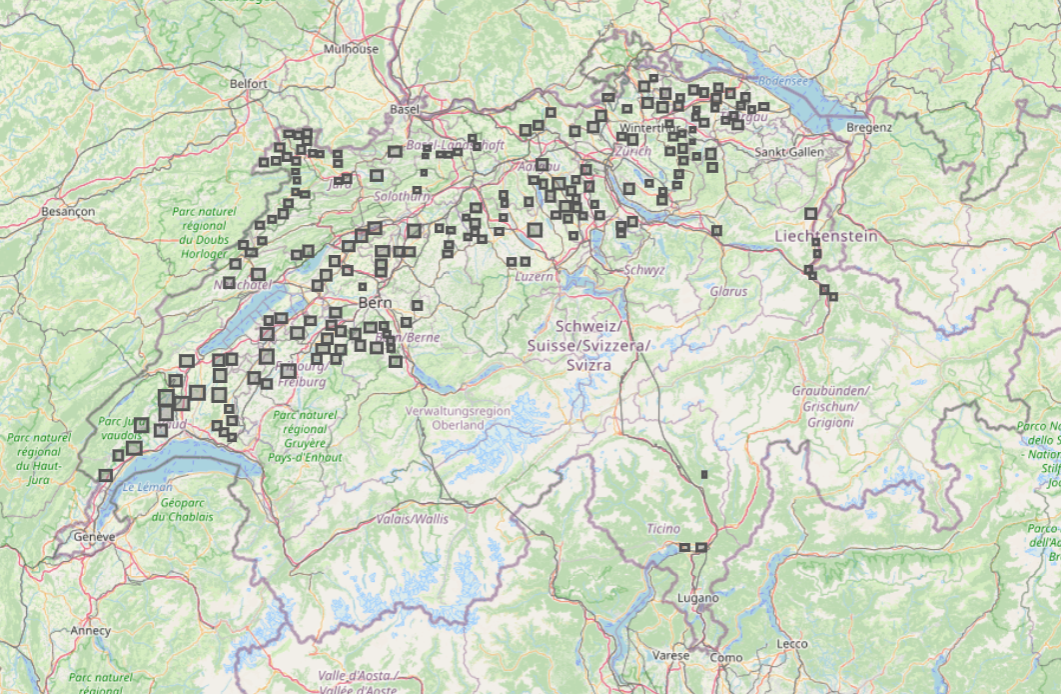 Mulhouse
Belfort
Basel
Bodensee
Winterthur
Bregenz
Basel-Landschaft
Zürich
Sankt Gallen
Aarau
Jura
Solothurn
Besançon
Parc naturel
régional
du Doubs
Horloger
Liechtenstein
Neuchâtel
Luzern
Schwyz
Glarus
Bern
Schweiz/
Suisse/Svizzera/
Svizra
Bern/Berne
Fribourg/
Freiburg
Graubünden/
Grischun/
Grigioni
Parc naturel
régional
du Haut-
Jura
Parc Jura
vaudois
Vaud
Parc naturel
régional
Gruyère
Pays-d'Enhaut
Verwaltungsregion
Oberland
Parco Na
dello S
- Nation
Stilf
Le Léman
Géoparc
du Chablais
Valais/Wallis
Ticino
Parco
dell'Ad
Genève
Lugano
Annecy
Varese
Como
Lecco
Valle d'Aosta /
Vallée d'Aoste
Parc naturel
régional